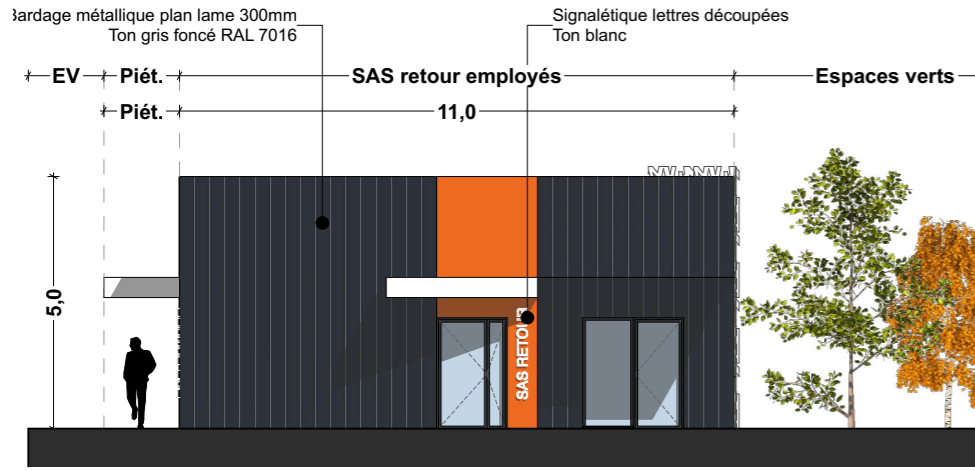 Bardage métallique plan lame 300mm
Ton gris foncé RAL 7016
Signalétique lettres découpées
Ton blanc
EV
Piét.
SAS retour employés
Espaces verts
Piét.
11,0
5,0
SAS RETOUR